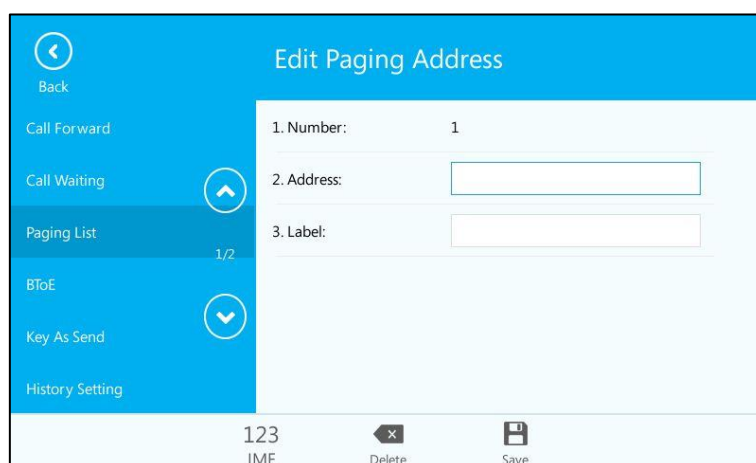 Back
Edit Paging Address
Call Forward
1. Number: 1
Call Waiting
2. Address:
Paging List
3. Label:
1/2
BToE
Key As Send
History Setting
123
IME
Delete
Save